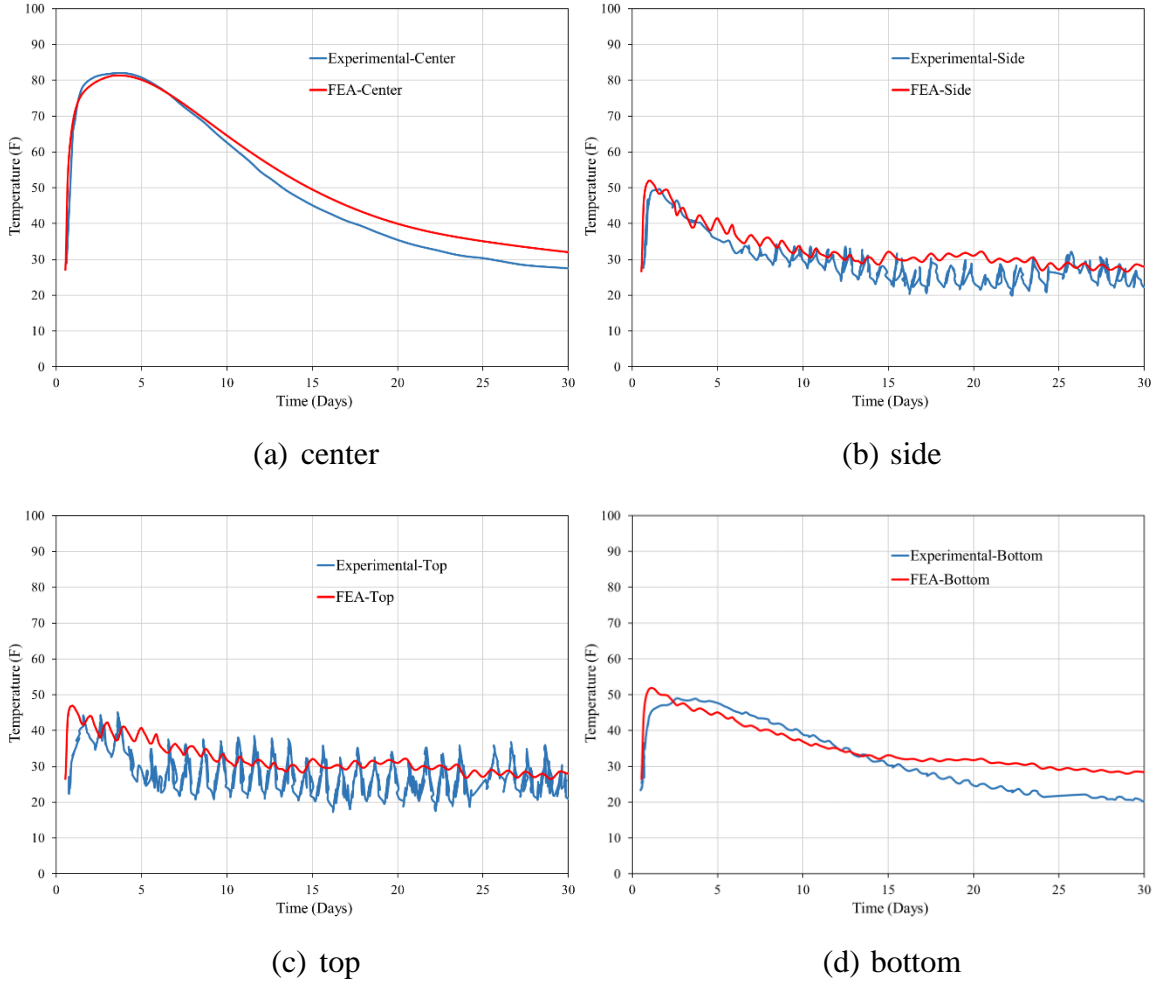 100
90
80
70
60
50
40
30
20
10
0
Temperature (F)
Experimental-Center
FEA-Center
0 5 10 15 20 25 30
Time (Days)
(a) center
100
90
80
70
60
50
40
30
20
10
0
Temperature (F)
Experimental-Side
FEA-Side
0 5 10 15 20 25 30
Time (Days)
(b) side
100
90
80
70
60
50
40
30
20
10
0
Temperature (F)
Experimental-Top
FEA-Top
0 5 10 15 20 25 30
Time (Days)
(c) top
100
90
80
70
60
50
40
30
20
10
0
Temperature (F)
Experimental-Bottom
FEA-Bottom
0 5 10 15 20 25 30
Time (Days)
(d) bottom